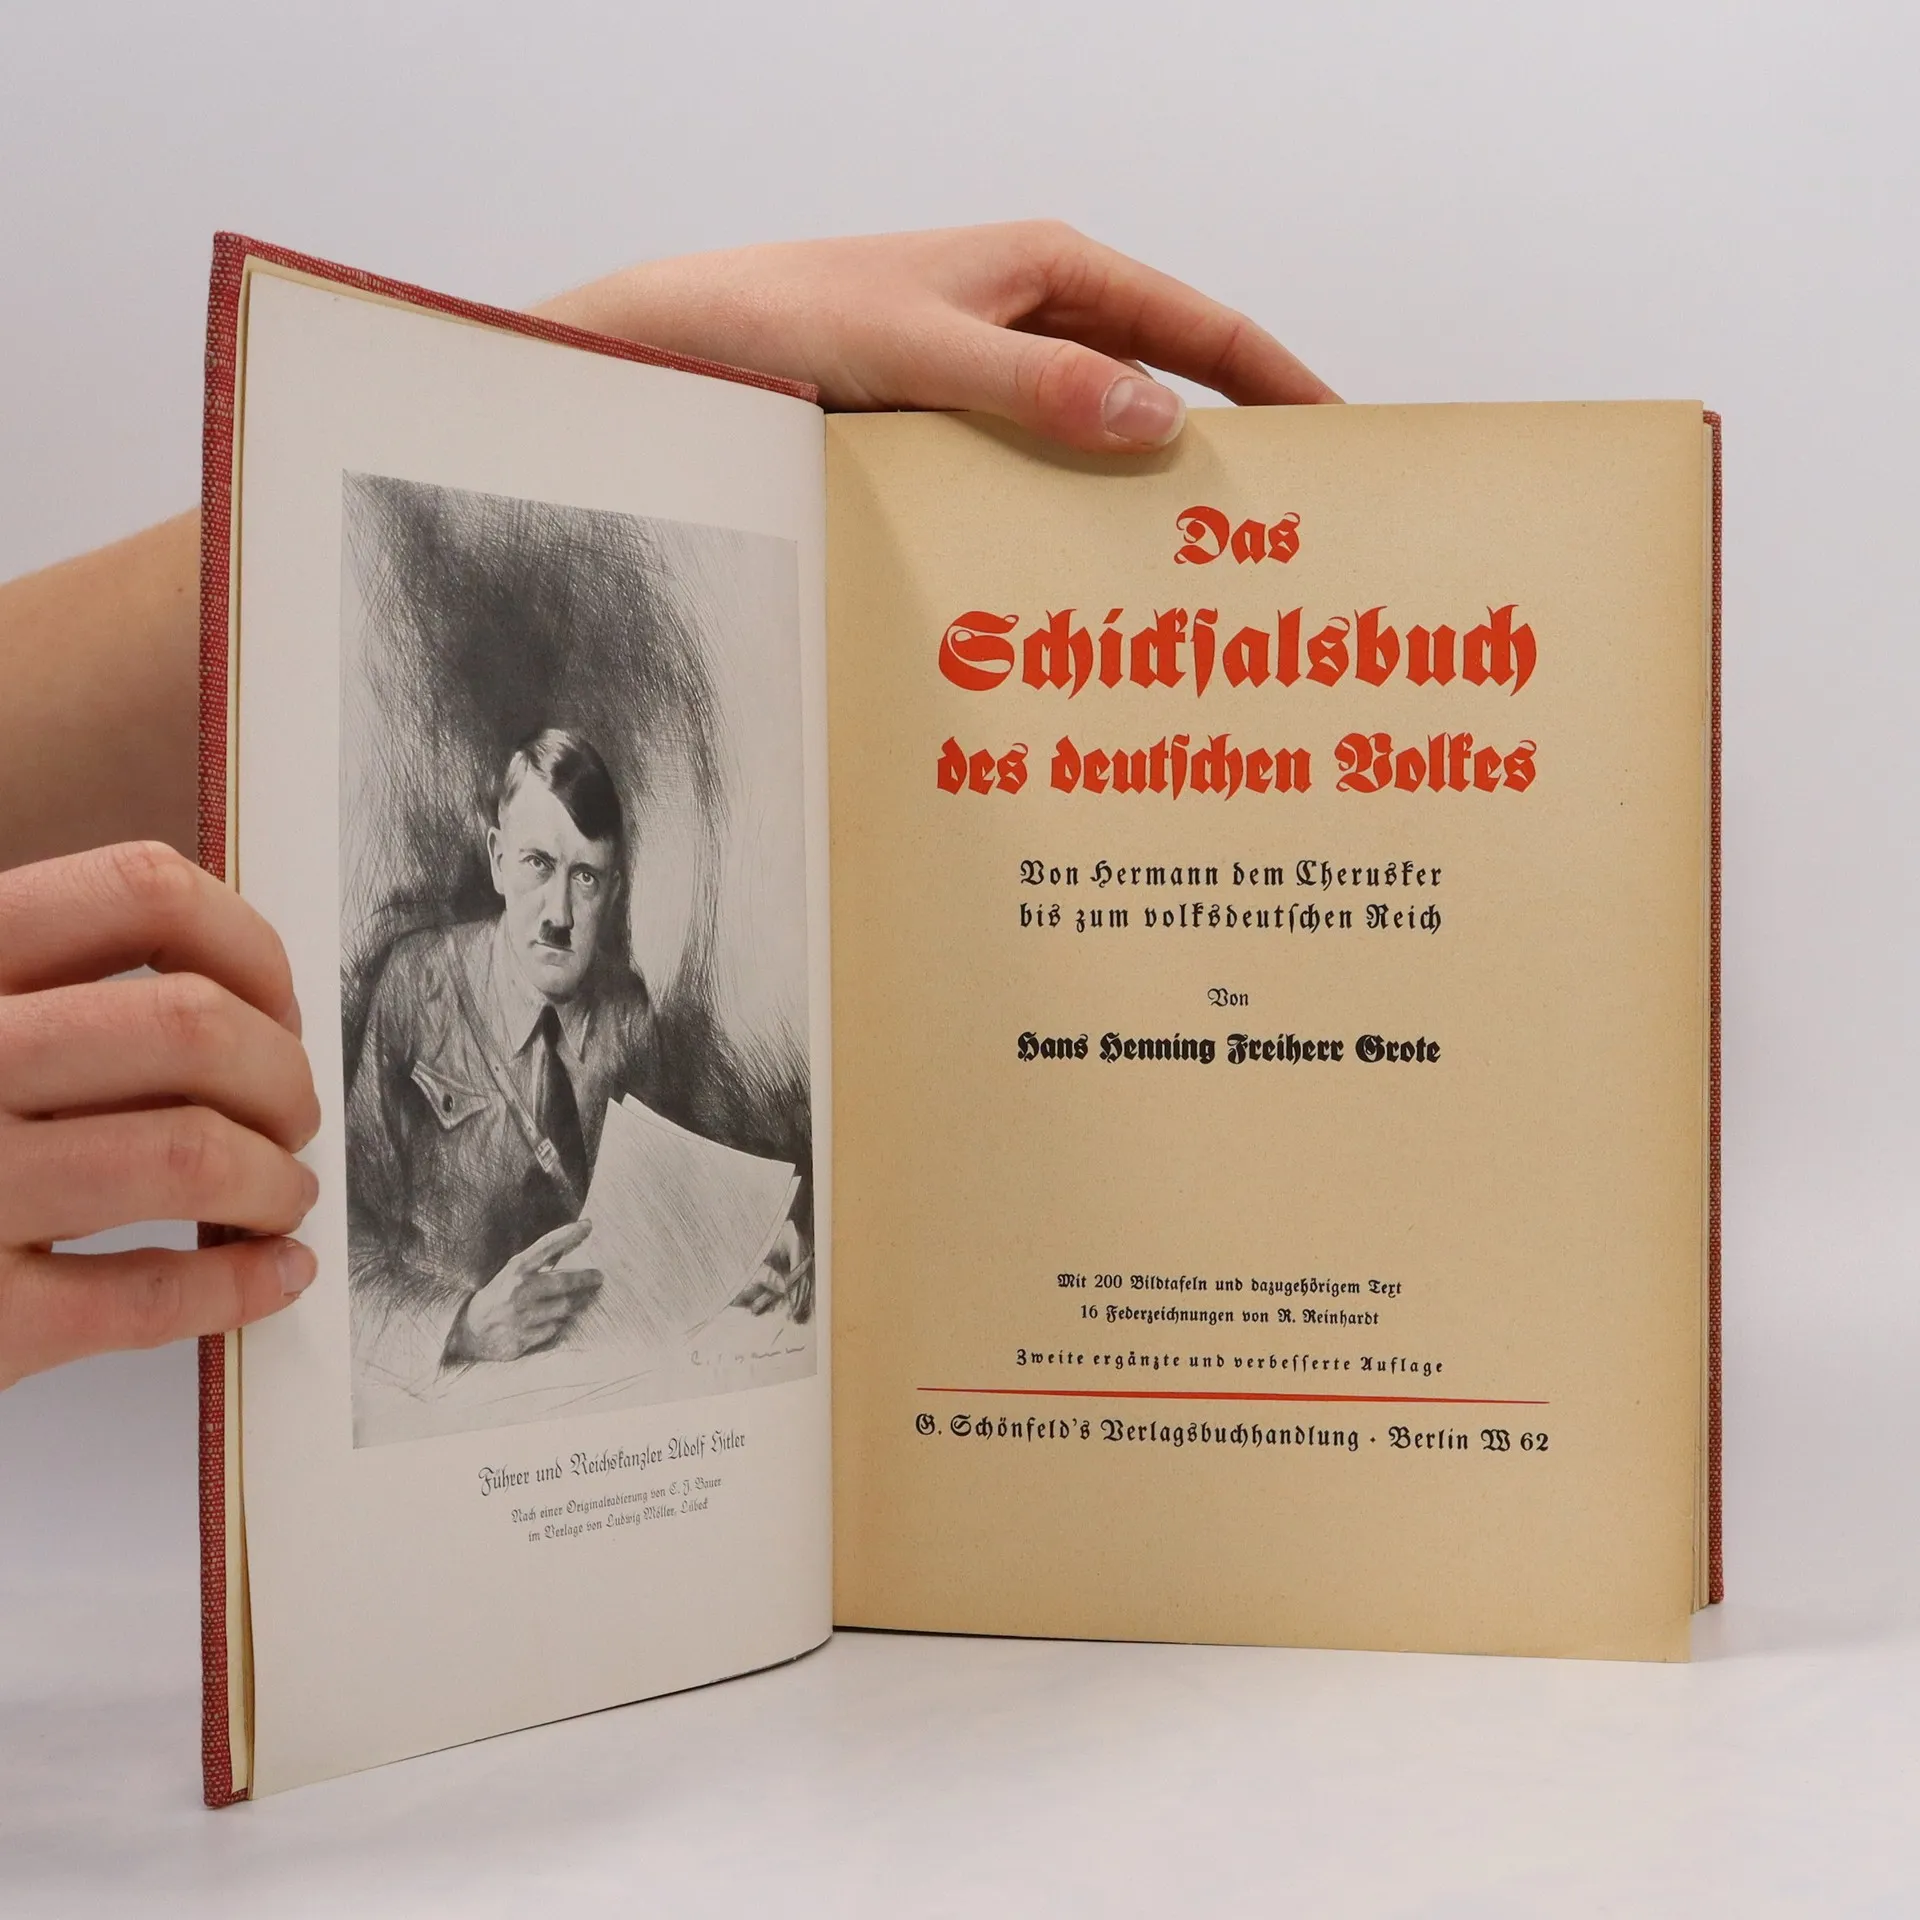 Führer und Reichskanzler Adolf Hitler
Nach einer Originalradierung von C. J. Bauer
im Verlage von Ludwig Möller, Lübeck
Das
Schickſalsbuch
des deutſchen Volkes
Von Hermann dem Cherusker
bis zum volksdeutſchen Reich
Von
Hans Henning Freiherr Grote
Mit 200 Bildtafeln und dazugehörigem Text
16 Federzeichnungen von R. Reinhardt
Zweite ergänzte und verbeſſerte Auflage
G. Schönfeld's Verlagsbuchhandlung · Berlin W 62